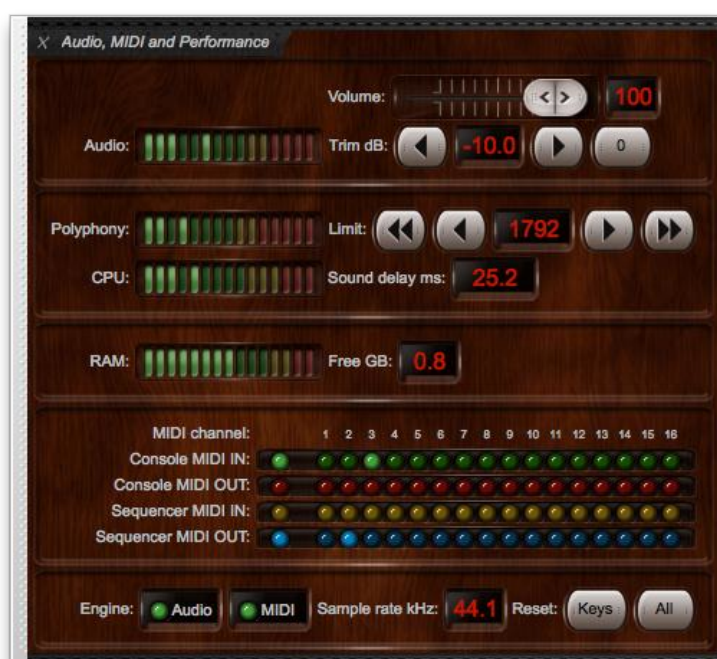 X Audio, MIDI and Performance
Volume: < > 100
Audio: Trim dB: -10.0 0
Polyphony: Limit: 1792
CPU: Sound delay ms: 25.2
RAM: Free GB: 0.8
MIDI channel: 1 2 3 4 5 6 7 8 9 10 11 12 13 14 15 16
Console MIDI IN:
Console MIDI OUT:
Sequencer MIDI IN:
Sequencer MIDI OUT:
Engine: Audio MIDI Sample rate kHz: 44.1 Reset: Keys All